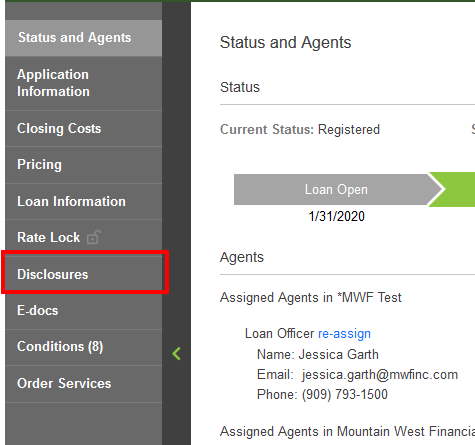 Status and Agents
Application
Information
Closing Costs
Pricing
Loan Information
Rate Lock
Disclosures
E-docs
Conditions (8)
Order Services
Status and Agents
Status
Current Status: Registered
Loan Open
1/31/2020
Agents
Assigned Agents in *MWF Test
Loan Officer re-assign
Name: Jessica Garth
Email: jessica.garth@mwfinc.com
Phone: (909) 793-1500
Assigned Agents in Mountain West Financia